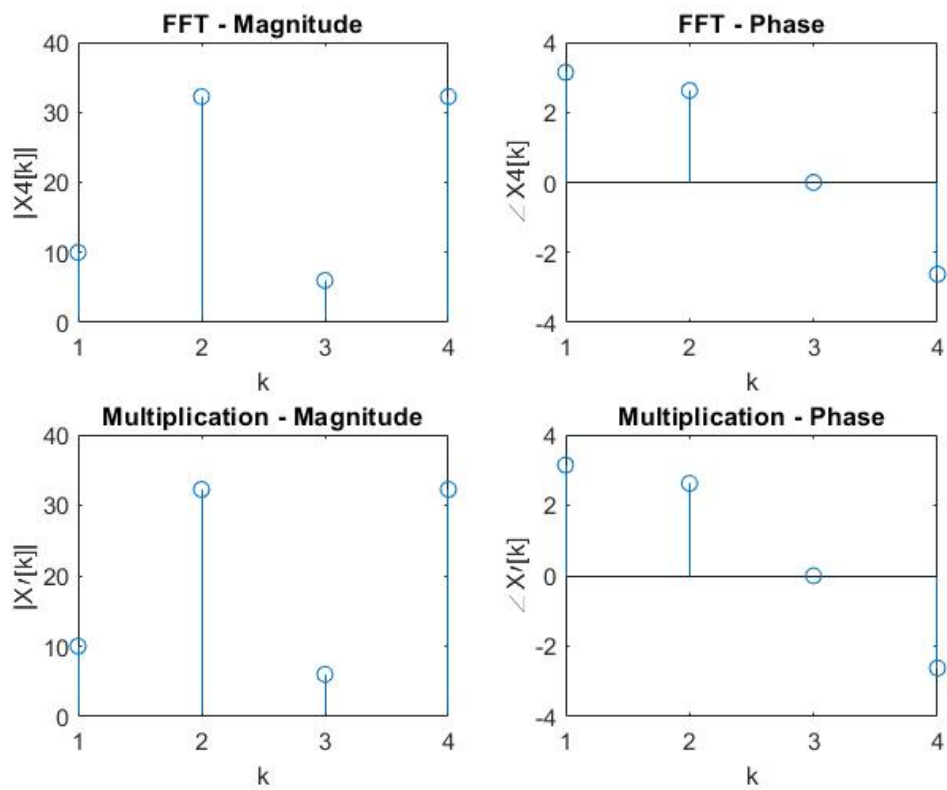 FFT - Magnitude
40
30
20
10
0
|X4[k]|
1 2 3 4
k
FFT - Phase
4
2
0
-2
-4
∠X4[k]
1 2 3 4
k
Multiplication - Magnitude
40
30
20
10
0
|X′[k]|
1 2 3 4
k
Multiplication - Phase
4
2
0
-2
-4
∠X′[k]
1 2 3 4
k